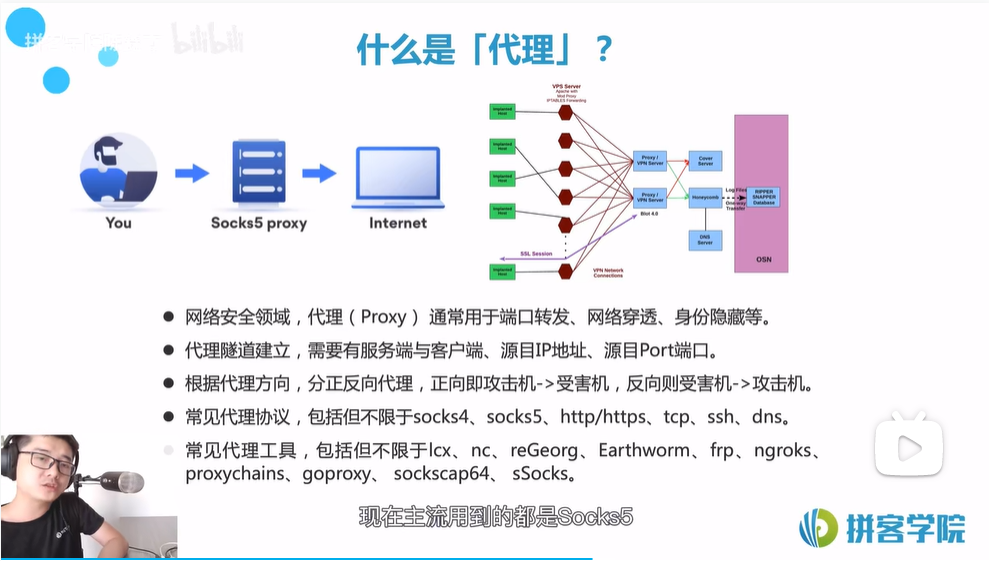 拼客学院
bilibili
什么是「代理」？
You
Socks5 proxy
Internet
VPS Server
Apache with
Mod Proxy
IPTABLES Forwarding
Implanted
Host
Implanted
Host
Implanted
Host
Implanted
Host
Implanted
Host
Proxy /
VPN Server
Proxy /
VPN Server
Blot 4.0
Cover
Server
Honeycomb
DNS
Server
Log Files
One-way
Transfer
RIPPER
SNAPPER
Database
OSN
SSL Session
VPN Network
Connections
● 网络安全领域，代理（Proxy） 通常用于端口转发、网络穿透、身份隐藏等。
● 代理隧道建立，需要有服务端与客户端、源目IP地址、源目Port端口。
● 根据代理方向，分正反向代理，正向即攻击机->受害机，反向则受害机->攻击机。
● 常见代理协议，包括但不限于socks4、socks5、http/https、tcp、ssh、dns。
● 常见代理工具，包括但不限于lcx、nc、reGeorg、Earthworm、frp、ngroks、
proxychains、goproxy、 sockscap64、 sSocks。
现在主流用到的都是Socks5
拼客学院